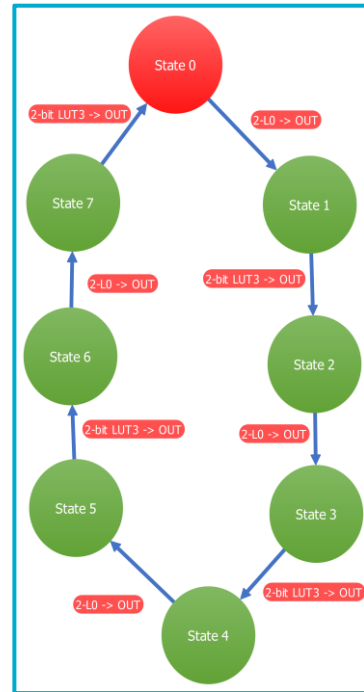 State 0
2-bit LUT3 -> OUT
2-L0 -> OUT
State 7
State 1
2-L0 -> OUT
2-bit LUT3 -> OUT
State 6
State 2
2-bit LUT3 -> OUT
2-L0 -> OUT
State 5
State 3
2-L0 -> OUT
2-bit LUT3 -> OUT
State 4